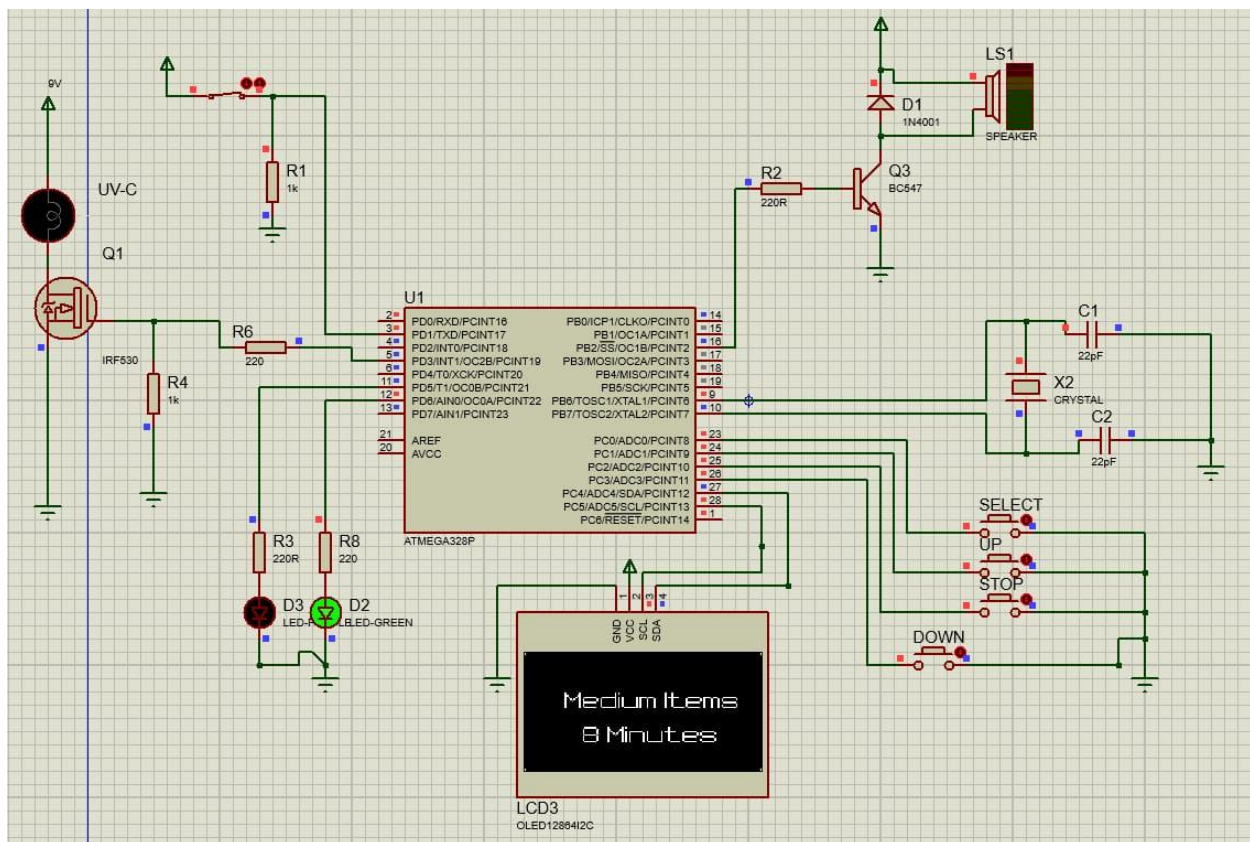 9V
UV-C
Q1
IRF530
R1
1k
R6
220
R4
1k
R3
220R
R8
220
D3
D2
LED-GREEN
U1
2 PD0/RXD/PCINT16
3 PD1/TXD/PCINT17
4 PD2/INT0/PCINT18
5 PD3/INT1/OC2B/PCINT19
6 PD4/T0/XCK/PCINT20
11 PD5/T1/OC0B/PCINT21
12 PD6/AIN0/OC0A/PCINT22
13 PD7/AIN1/PCINT23
21 AREF
20 AVCC
PB0/ICP1/CLKO/PCINT0 14
PB1/OC1A/PCINT1 15
PB2/SS/OC1B/PCINT2 16
PB3/MOSI/OC2A/PCINT3 17
PB4/MISO/PCINT4 18
PB5/SCK/PCINT5 19
PB6/TOSC1/XTAL1/PCINT6 9
PB7/TOSC2/XTAL2/PCINT7 10
PC0/ADC0/PCINT8 23
PC1/ADC1/PCINT9 24
PC2/ADC2/PCINT10 25
PC3/ADC3/PCINT11 26
PC4/ADC4/SDA/PCINT12 27
PC5/ADC5/SCL/PCINT13 28
PC6/RESET/PCINT14 1
ATMEGA328P
R2
220R
Q3
BC547
D1
1N4001
LS1
SPEAKER
C1
22pF
X2
CRYSTAL
C2
22pF
SELECT
UP
STOP
DOWN
1 2 3 4
GND VCC SCL SDA
Medium Items
8 Minutes
LCD3
OLED12864I2C